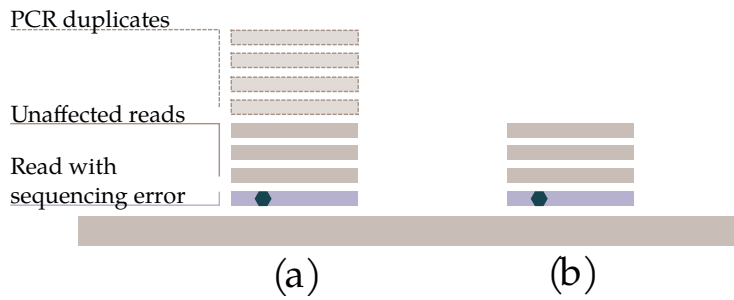 PCR duplicates
Unaffected reads
Read with
sequencing error
(a)
(b)